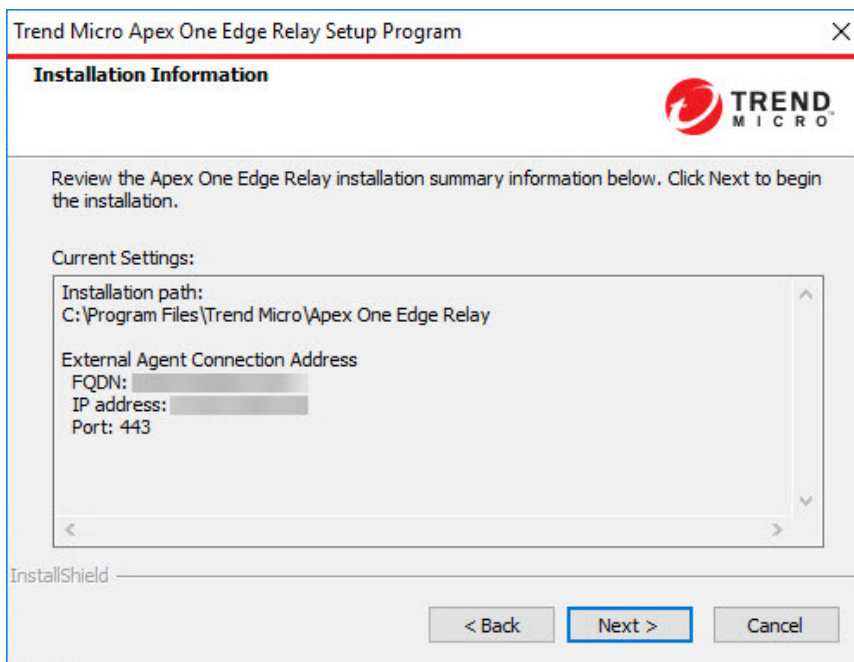 Trend Micro Apex One Edge Relay Setup Program
Installation Information
TREND
MICRO
Review the Apex One Edge Relay installation summary information below. Click Next to begin
the installation.
Current Settings:
Installation path:
C:\Program Files\Trend Micro\Apex One Edge Relay
External Agent Connection Address
FQDN:
IP address:
Port: 443
InstallShield
< Back
Next >
Cancel